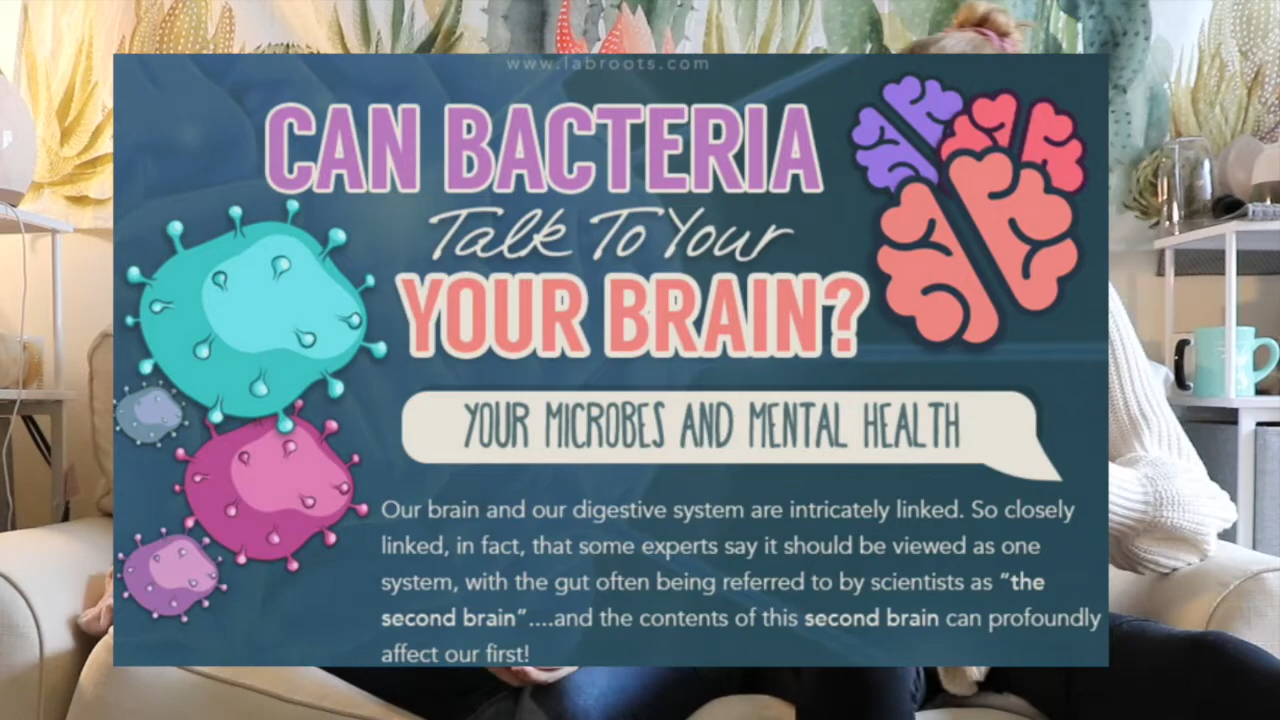 www.labroots.com
CAN BACTERIA
Talk To Your
YOUR BRAIN?
YOUR MICROBES AND MENTAL HEALTH
Our brain and our digestive system are intricately linked. So closely
linked, in fact, that some experts say it should be viewed as one
system, with the gut often being referred to by scientists as “the
second brain”....and the contents of this second brain can profoundly
affect our first!